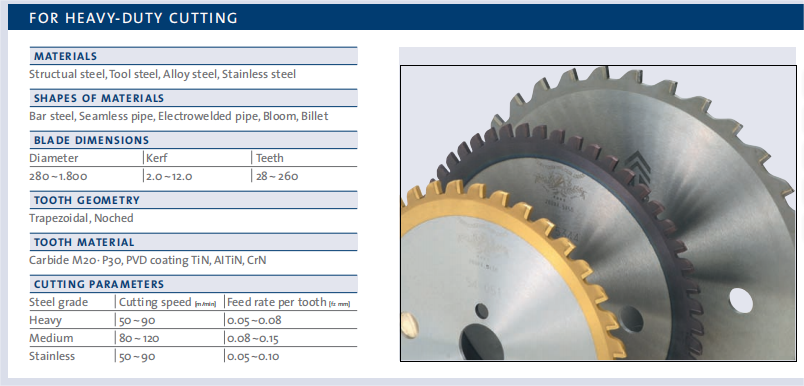 FOR HEAVY-DUTY CUTTING
MATERIALS
Structual steel, Tool steel, Alloy steel, Stainless steel
SHAPES OF MATERIALS
Bar steel, Seamless pipe, Electrowelded pipe, Bloom, Billet
BLADE DIMENSIONS
Diameter Kerf Teeth
280~1.800 2.0~12.0 28~260
TOOTH GEOMETRY
Trapezoidal, Noched
TOOTH MATERIAL
Carbide M20· P30, PVD coating TiN, AlTiN, CrN
CUTTING PARAMETERS
Steel grade Cutting speed [m/min] Feed rate per tooth [fz mm]
Heavy 50~90 0.05~0.08
Medium 80~120 0.08~0.15
Stainless 50~90 0.05~0.10